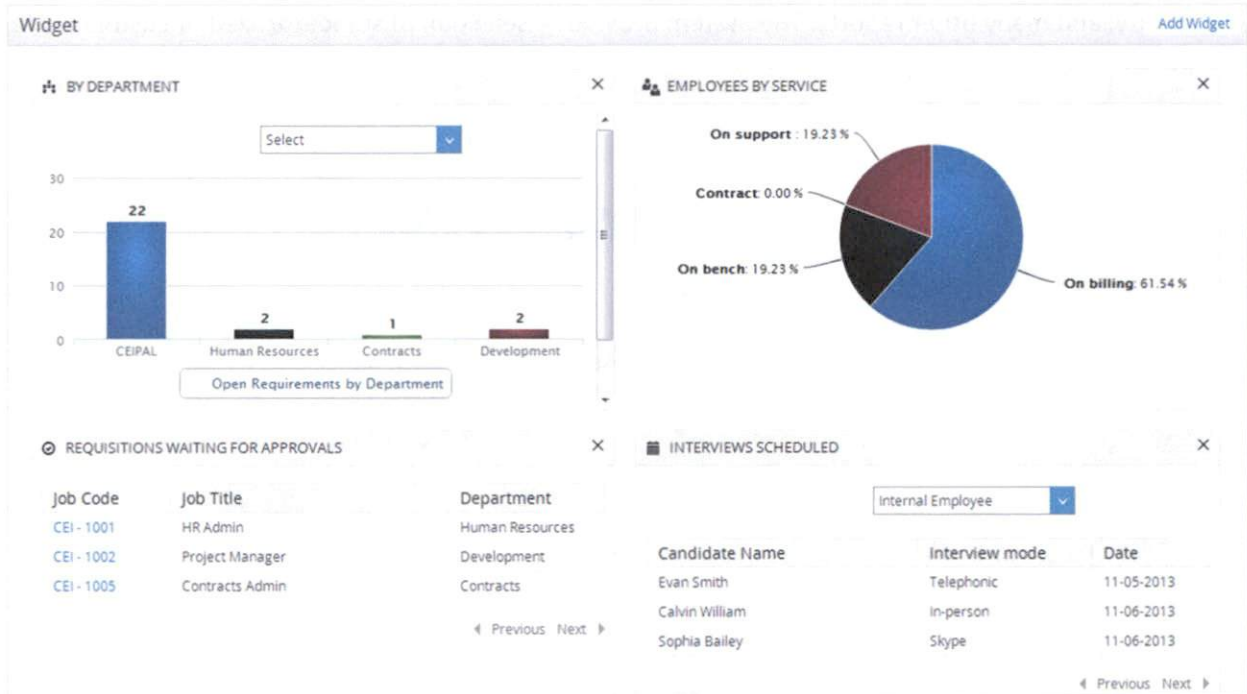 Widget
Add Widget
BY DEPARTMENT
Select
30
22
20
10
2
1
2
0
CEIPAL
Human Resources
Contracts
Development
Open Requirements by Department
EMPLOYEES BY SERVICE
On support : 19.23 %
Contract: 0.00 %
On bench: 19.23 %
On billing: 61.54 %
REQUISITIONS WAITING FOR APPROVALS
Job Code Job Title Department
CEI - 1001 HR Admin Human Resources
CEI - 1002 Project Manager Development
CEI - 1005 Contracts Admin Contracts
Previous Next
INTERVIEWS SCHEDULED
Internal Employee
Candidate Name Interview mode Date
Evan Smith Telephonic 11-05-2013
Calvin William In-person 11-06-2013
Sophia Bailey Skype 11-06-2013
Previous Next